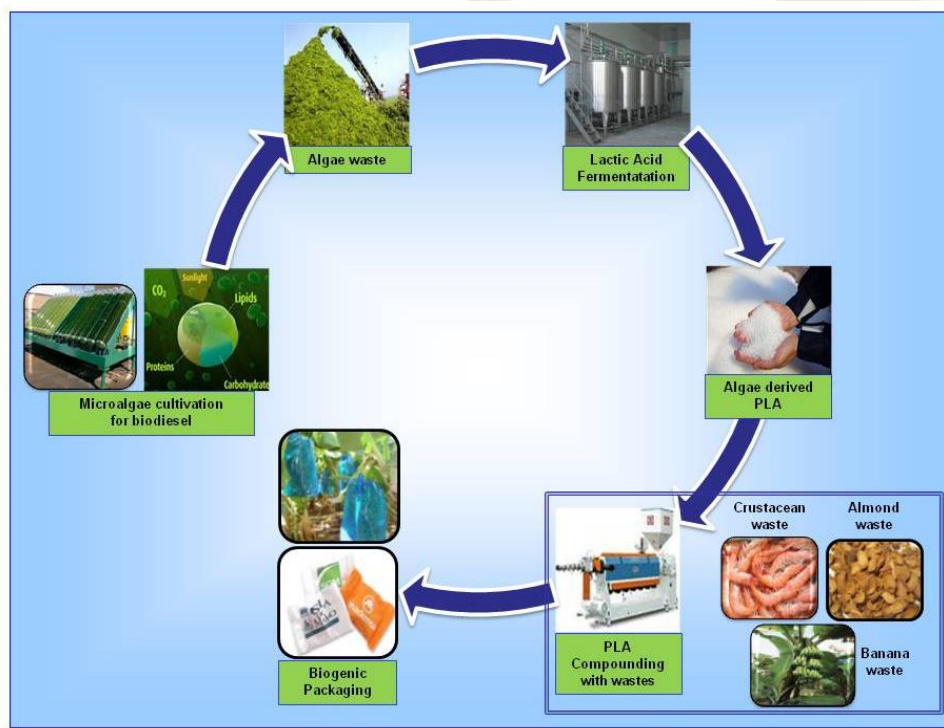 Algae waste
Lactic Acid
Fermentatation
Sunlight
CO2
Lipids
Proteins
Carbohydrate
Microalgae cultivation
for biodiesel
Algae derived
PLA
Crustacean
waste
Almond
waste
Banana
waste
PLA
Compounding
with wastes
Biogenic
Packaging